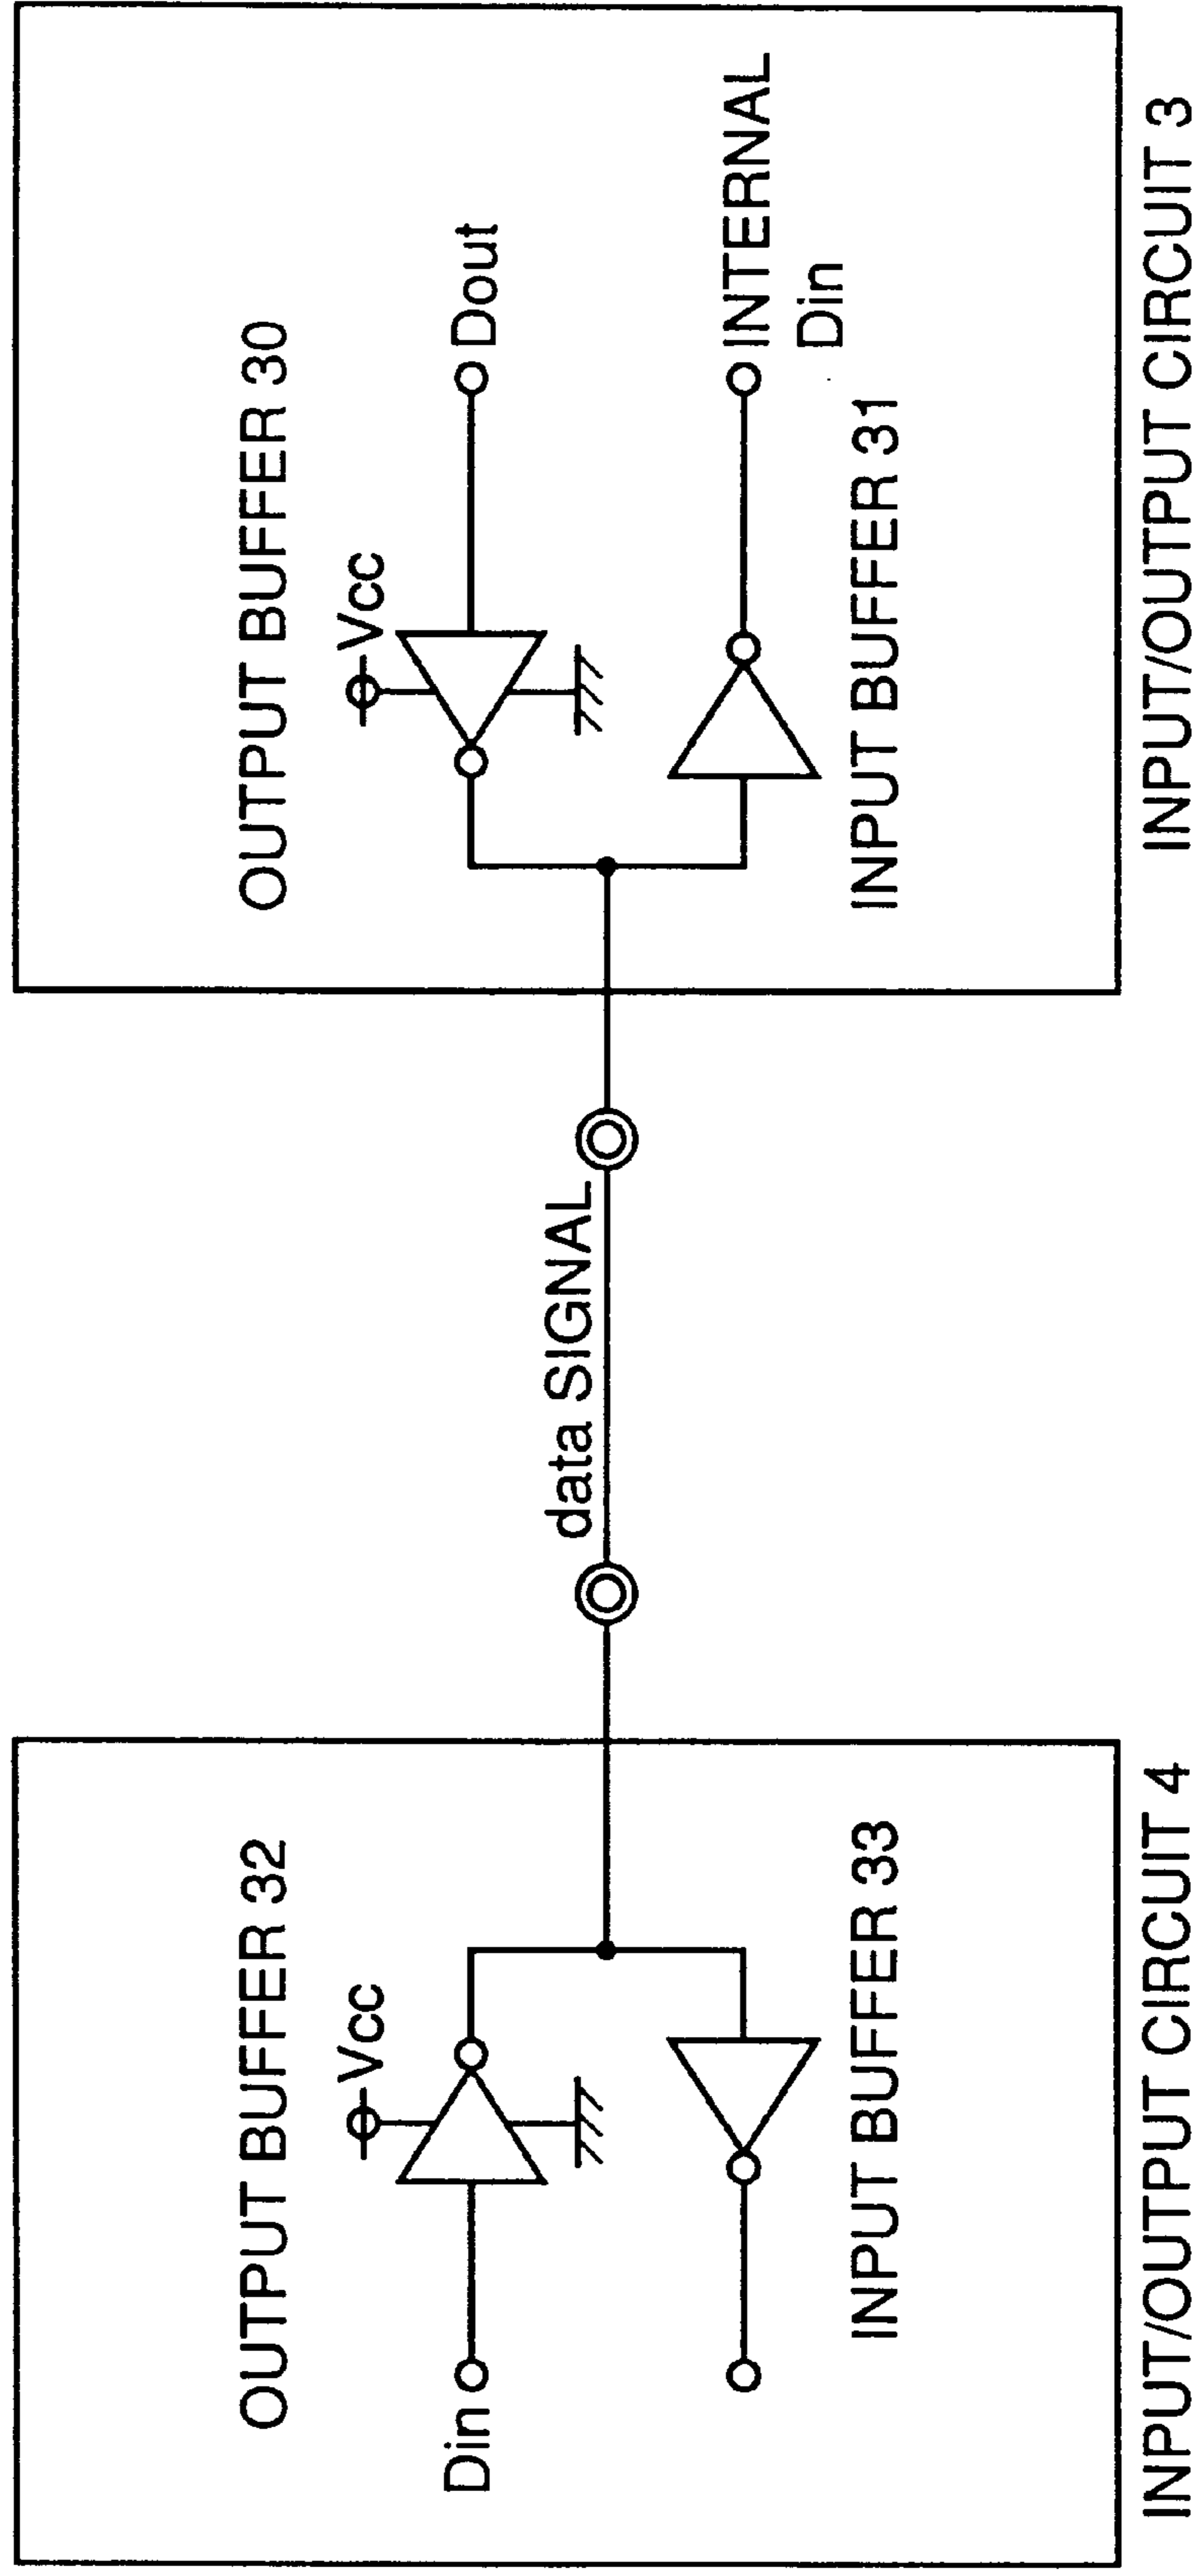 OUTPUT BUFFER 32
Vcc
Din
INPUT BUFFER 33
INPUT/OUTPUT CIRCUIT 4
data SIGNAL
OUTPUT BUFFER 30
Vcc
Dout
INTERNAL
Din
INPUT BUFFER 31
INPUT/OUTPUT CIRCUIT 3